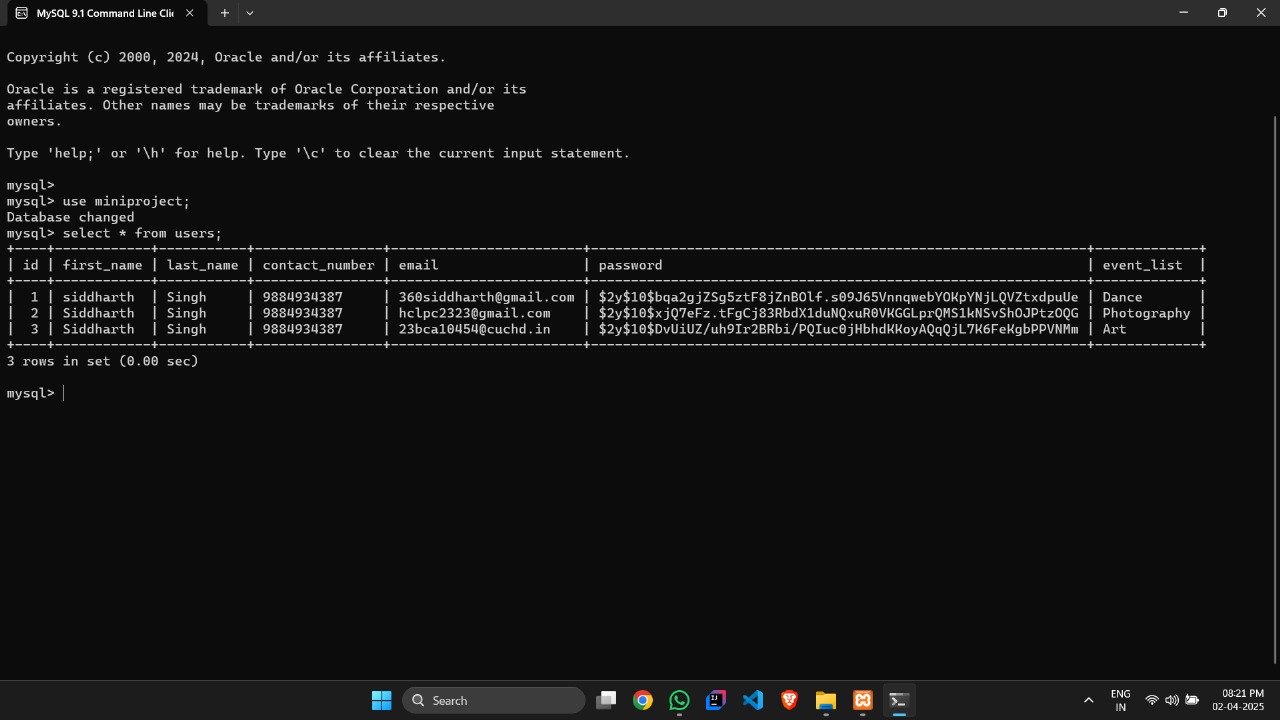 MySQL 9.1 Command Line Clie
Copyright (c) 2000, 2024, Oracle and/or its affiliates.
Oracle is a registered trademark of Oracle Corporation and/or its
affiliates. Other names may be trademarks of their respective
owners.
Type 'help;' or '\h' for help. Type '\c' to clear the current input statement.
mysql>
mysql> use miniproject;
Database changed
mysql> select * from users;
+----+------------+-----------+----------------+------------------------+--------------------------------------------------------------+-------------+
| id | first_name | last_name | contact_number | email                  | password                                                     | event_list  |
+----+------------+-----------+----------------+------------------------+--------------------------------------------------------------+-------------+
|  1 | siddharth  | Singh     | 9884934387     | 360siddharth@gmail.com | $2y$10$bqa2gjZSg5ztF8jZnBOlf.s09J65VnnqwebYOKpYNjLQVZtxdpuUe | Dance       |
|  2 | Siddharth  | Singh     | 9884934387     | hclpc2323@gmail.com    | $2y$10$xjQ7eFz.tFgCj83RbdX1duNQxuR0VKGGLprQMS1kNSvShOJPtzOQG | Photography |
|  3 | Siddharth  | Singh     | 9884934387     | 23bca10454@cuchd.in    | $2y$10$DvUiUZ/uh9Ir2BRbi/PQIuc0jHbhdKKoyAQqQjL7K6FeKgbPPVNMm | Art         |
+----+------------+-----------+----------------+------------------------+--------------------------------------------------------------+-------------+
3 rows in set (0.00 sec)
mysql>
Search
ENG
IN
08:21 PM
02-04-2025